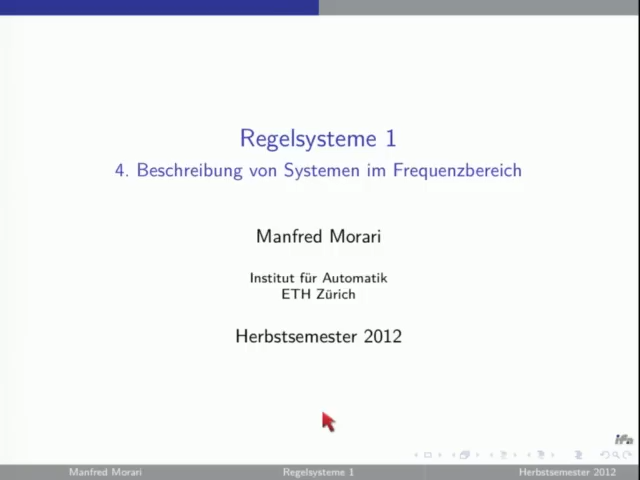 Regelsysteme 1
4. Beschreibung von Systemen im Frequenzbereich
Manfred Morari
Institut für Automatik
ETH Zürich
Herbstsemester 2012
ifa
Manfred Morari Regelsysteme 1 Herbstsemester 2012